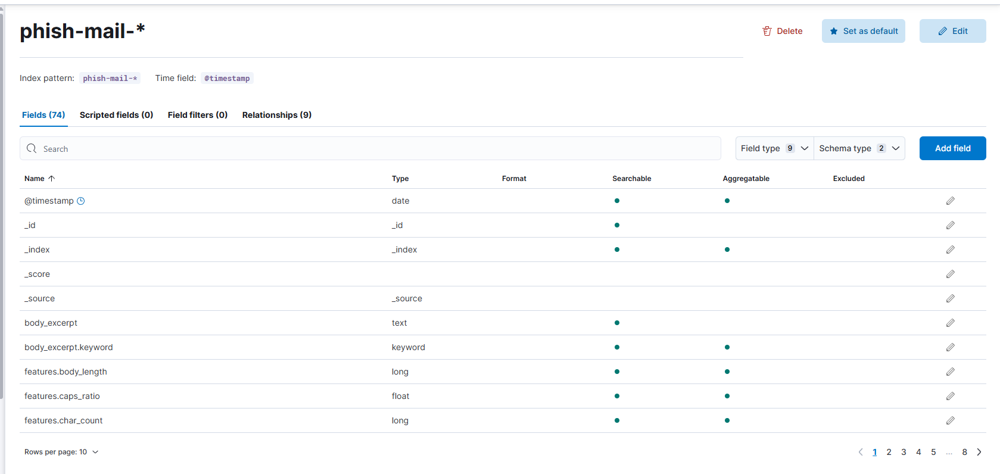 phish-mail-*
Delete
Set as default
Edit
Index pattern: phish-mail-* Time field: @timestamp
Fields (74) Scripted fields (0) Field filters (0) Relationships (9)
Search
Field type 9 Schema type 2
Add field
Name Type Format Searchable Aggregatable Excluded
@timestamp date
_id _id
_index _index
_score
_source _source
body_excerpt text
body_excerpt.keyword keyword
features.body_length long
features.caps_ratio float
features.char_count long
Rows per page: 10
1 2 3 4 5 ... 8